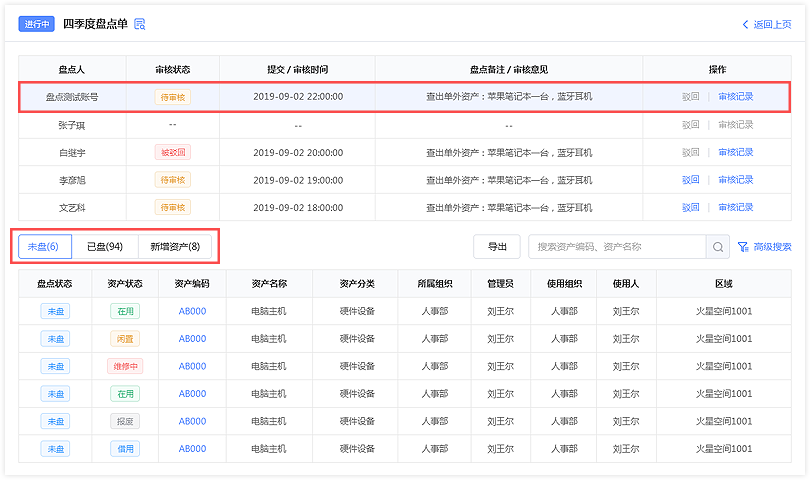 进行中 四季度盘点单 返回上页
盘点人 审核状态 提交 / 审核时间 盘点备注 / 审核意见 操作
盘点测试账号 待审核 2019-09-02 22:00:00 查出单外资产：苹果笔记本一台，蓝牙耳机 驳回 | 审核记录
张子琪 -- -- -- 驳回 | 审核记录
白继宇 被驳回 2019-09-02 20:00:00 查出单外资产：苹果笔记本一台，蓝牙耳机 驳回 | 审核记录
李彦旭 待审核 2019-09-02 19:00:00 查出单外资产：苹果笔记本一台，蓝牙耳机 驳回 | 审核记录
文艺科 待审核 2019-09-02 18:00:00 查出单外资产：苹果笔记本一台，蓝牙耳机 驳回 | 审核记录
未盘(6) 已盘(94) 新增资产(8) 导出 搜索资产编码、资产名称 高级搜索
盘点状态 资产状态 资产编码 资产名称 资产分类 所属组织 管理员 使用组织 使用人 区域
未盘 在用 AB000 电脑主机 硬件设备 人事部 刘王尔 人事部 刘王尔 火星空间1001
未盘 闲置 AB000 电脑主机 硬件设备 人事部 刘王尔 人事部 刘王尔 火星空间1001
未盘 维修中 AB000 电脑主机 硬件设备 人事部 刘王尔 人事部 刘王尔 火星空间1001
未盘 在用 AB000 电脑主机 硬件设备 人事部 刘王尔 人事部 刘王尔 火星空间1001
未盘 报废 AB000 电脑主机 硬件设备 人事部 刘王尔 人事部 刘王尔 火星空间1001
未盘 借用 AB000 电脑主机 硬件设备 人事部 刘王尔 人事部 刘王尔 火星空间1001